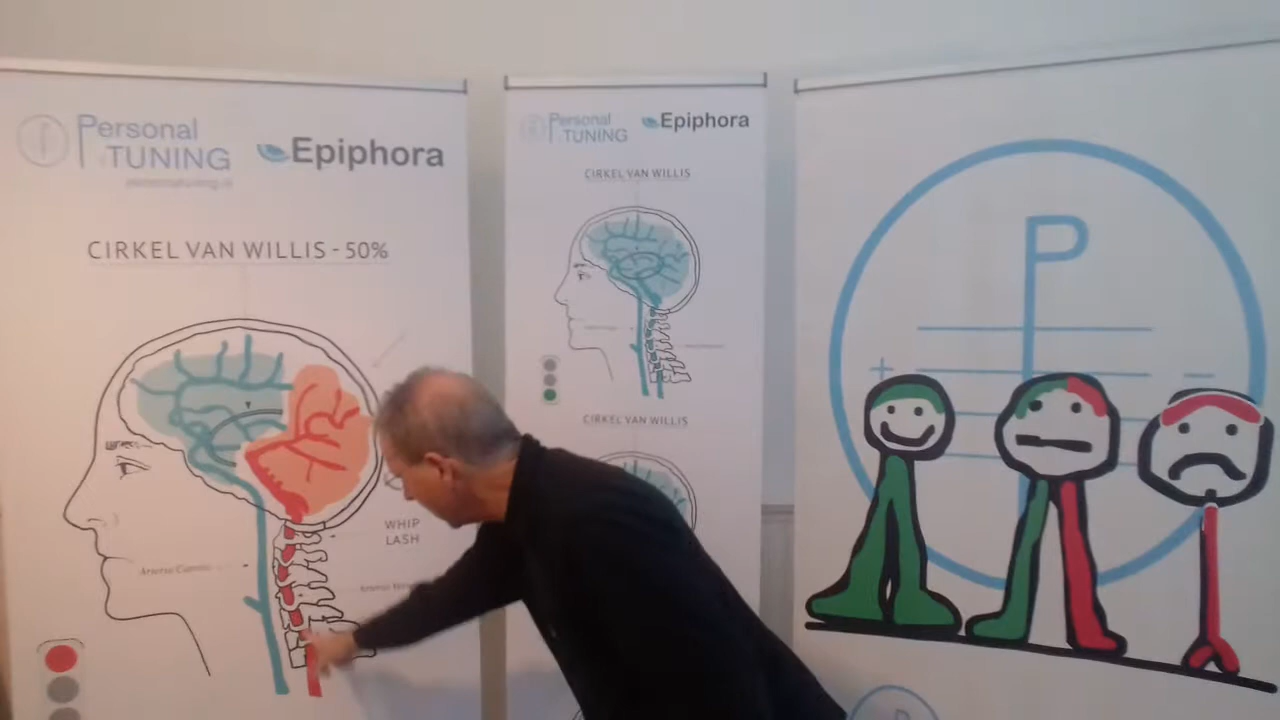 Personal
TUNING
Epiphora
CIRKEL VAN WILLIS - 50%
WHIP
LASH
Personal
TUNING
Epiphora
CIRKEL VAN WILLIS
CIRKEL VAN WILLIS
P
+
-